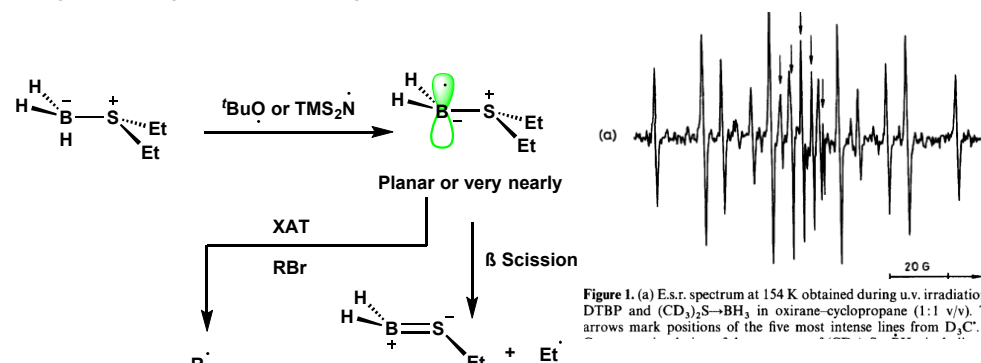 H
H
B
−
S
+
H
Et
Et
ᵗBuO
•
or TMS₂N
•
H
H
B
•
−
S
+
Et
Et
Planar or very nearly
XAT
RBr
ß Scission
H
H
B
+
S
−
Et
+ Et
•
(a)
20 G
Figure 1. (a) E.s.r. spectrum at 154 K obtained during u.v. irradiatio
DTBP and (CD₃)₂S→BH₃ in oxirane–cyclopropane (1:1 v/v).
arrows mark positions of the five most intense lines from D₃C•.